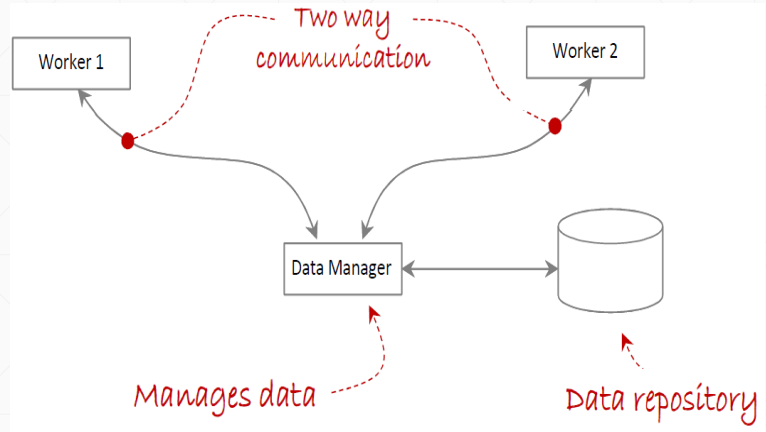 Two way
communication
Worker 1
Worker 2
Data Manager
Manages data
Data repository